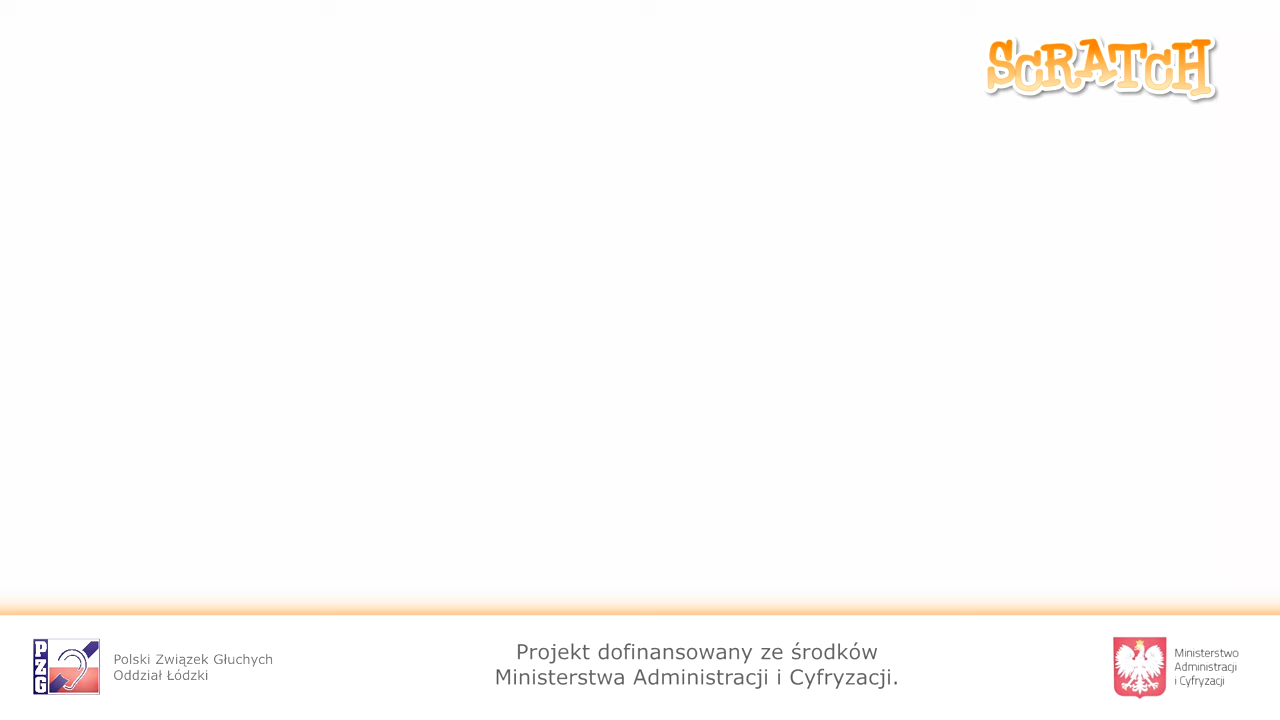 SCRATCH
PZG
Polski Związek Głuchych
Oddział Łódzki
Projekt dofinansowany ze środków
Ministerstwa Administracji i Cyfryzacji.
Ministerstwo
Administracji
i Cyfryzacji